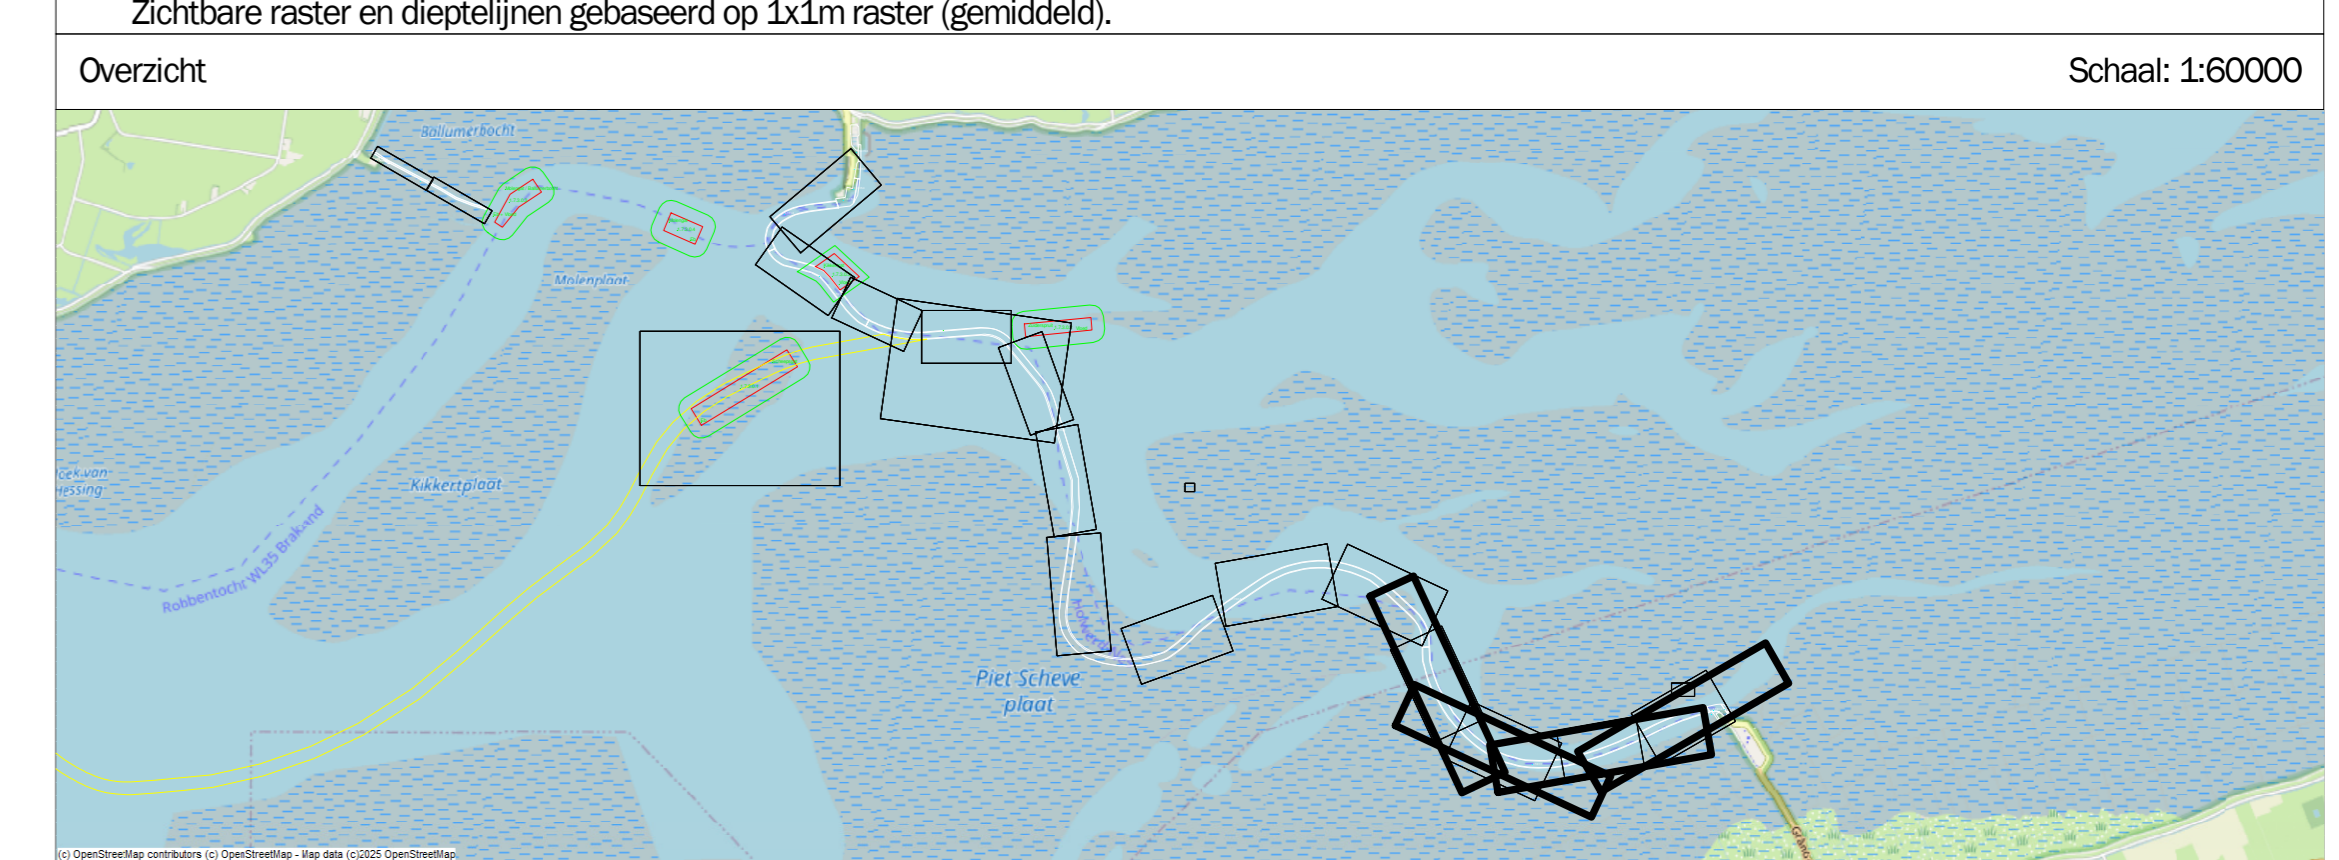 Zichtbare raster en dieptelijnen gebaseerd op 1x1m raster (gemiddeld).
Overzicht
Schaal: 1:60000
Ballumerbocht
Molenplaat
Kikkertplaat
Robbentocht WL35 Brakzand
Piet Scheve
plaat
(c) OpenStreetMap contributors (c) OpenStreetMap - Map data (c)2025 OpenStreetMap